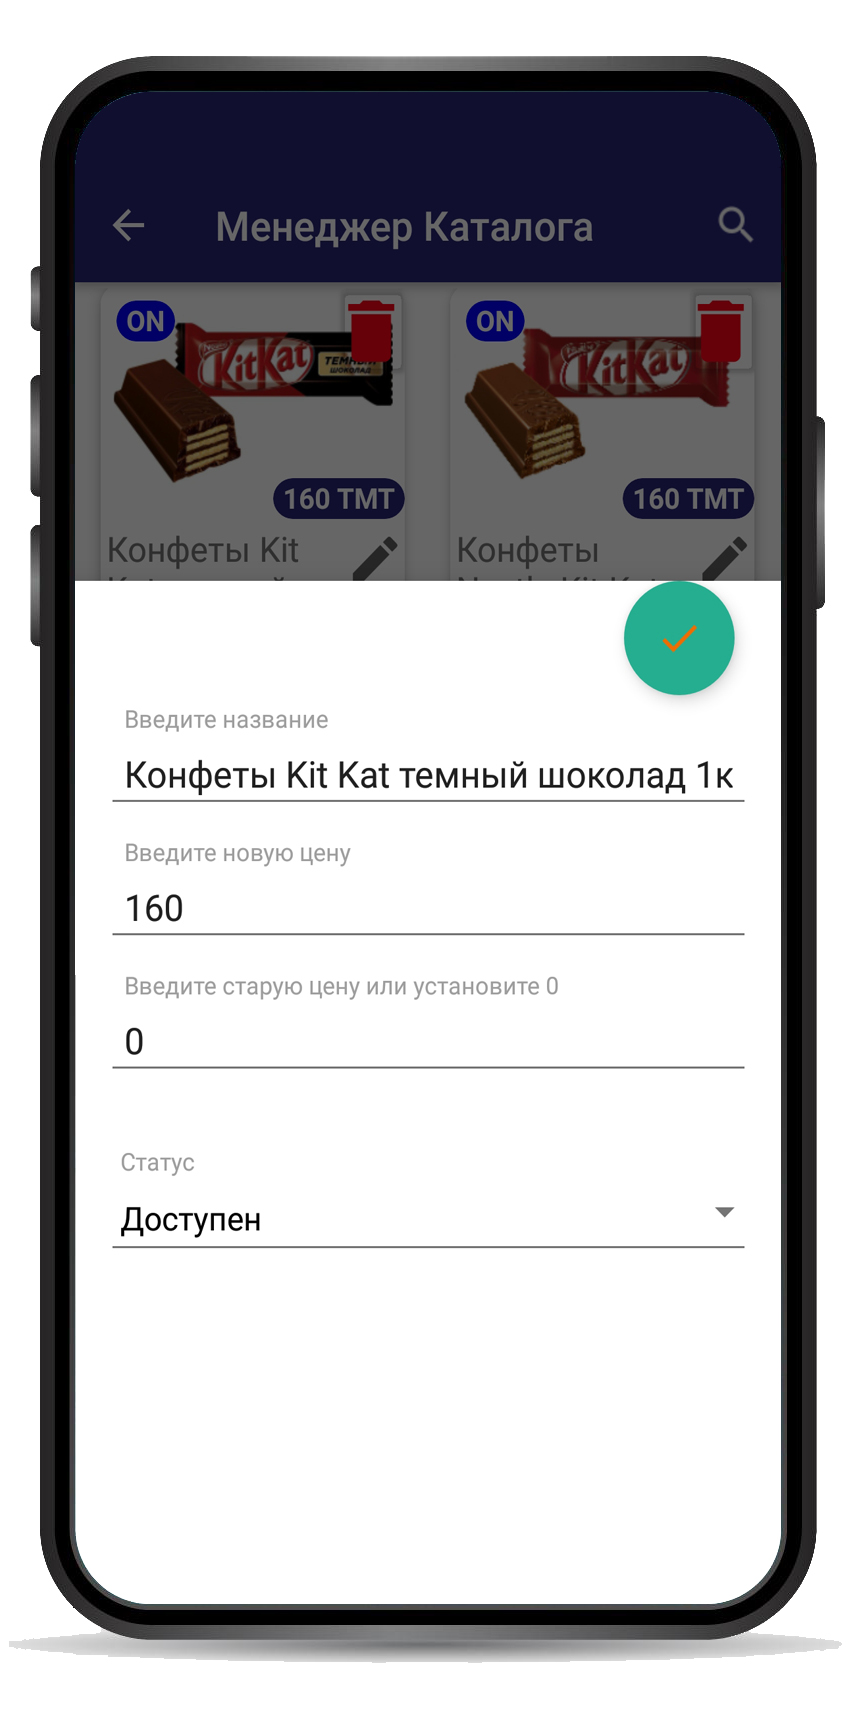 Менеджер Каталога
ON
KitKat
ТЕМНЫЙ
ШОКОЛАД
160 TMT
Конфеты Kit
ON
KitKat
160 TMT
Конфеты
Введите название
Конфеты Kit Kat темный шоколад 1к
Введите новую цену
160
Введите старую цену или установите 0
0
Статус
Доступен